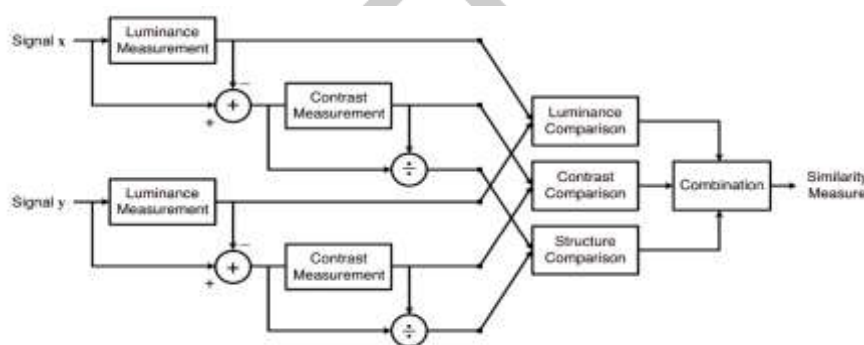 Signal x
Luminance
Measurement
−
+
+
Contrast
Measurement
÷
Luminance
Comparison
Signal y
Luminance
Measurement
−
+
+
Contrast
Measurement
÷
Contrast
Comparison
Structure
Comparison
Combination
Similarity
Measure